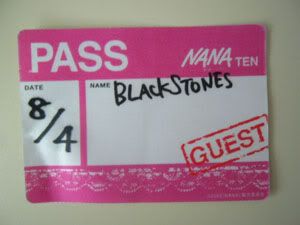 PASS
NANA TEN
DATE
NAME
BLACKSTONES
8/4
GUEST